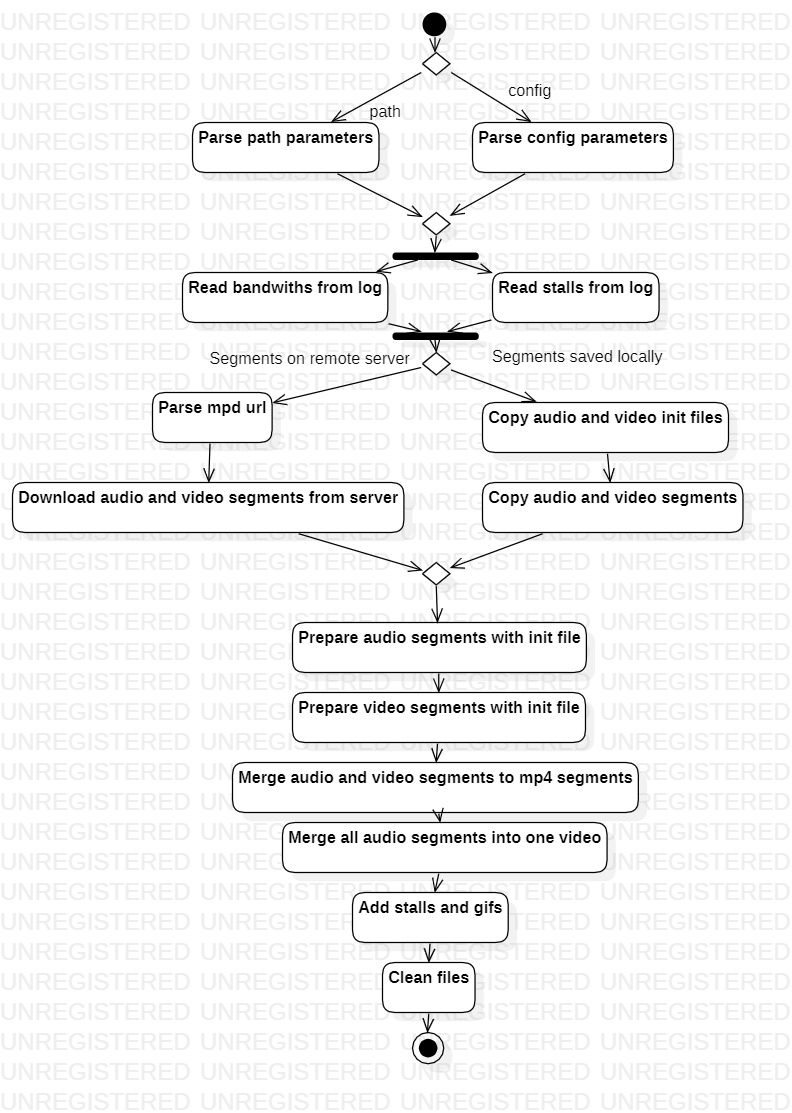 UNREGISTERED UNREGISTERED UNREGISTERED UNREGISTERED
config
path
Parse path parameters
Parse config parameters
Read bandwiths from log
Read stalls from log
Segments on remote server
Segments saved locally
Parse mpd url
Copy audio and video init files
Download audio and video segments from server
Copy audio and video segments
Prepare audio segments with init file
Prepare video segments with init file
Merge audio and video segments to mp4 segments
Merge all audio segments into one video
Add stalls and gifs
Clean files